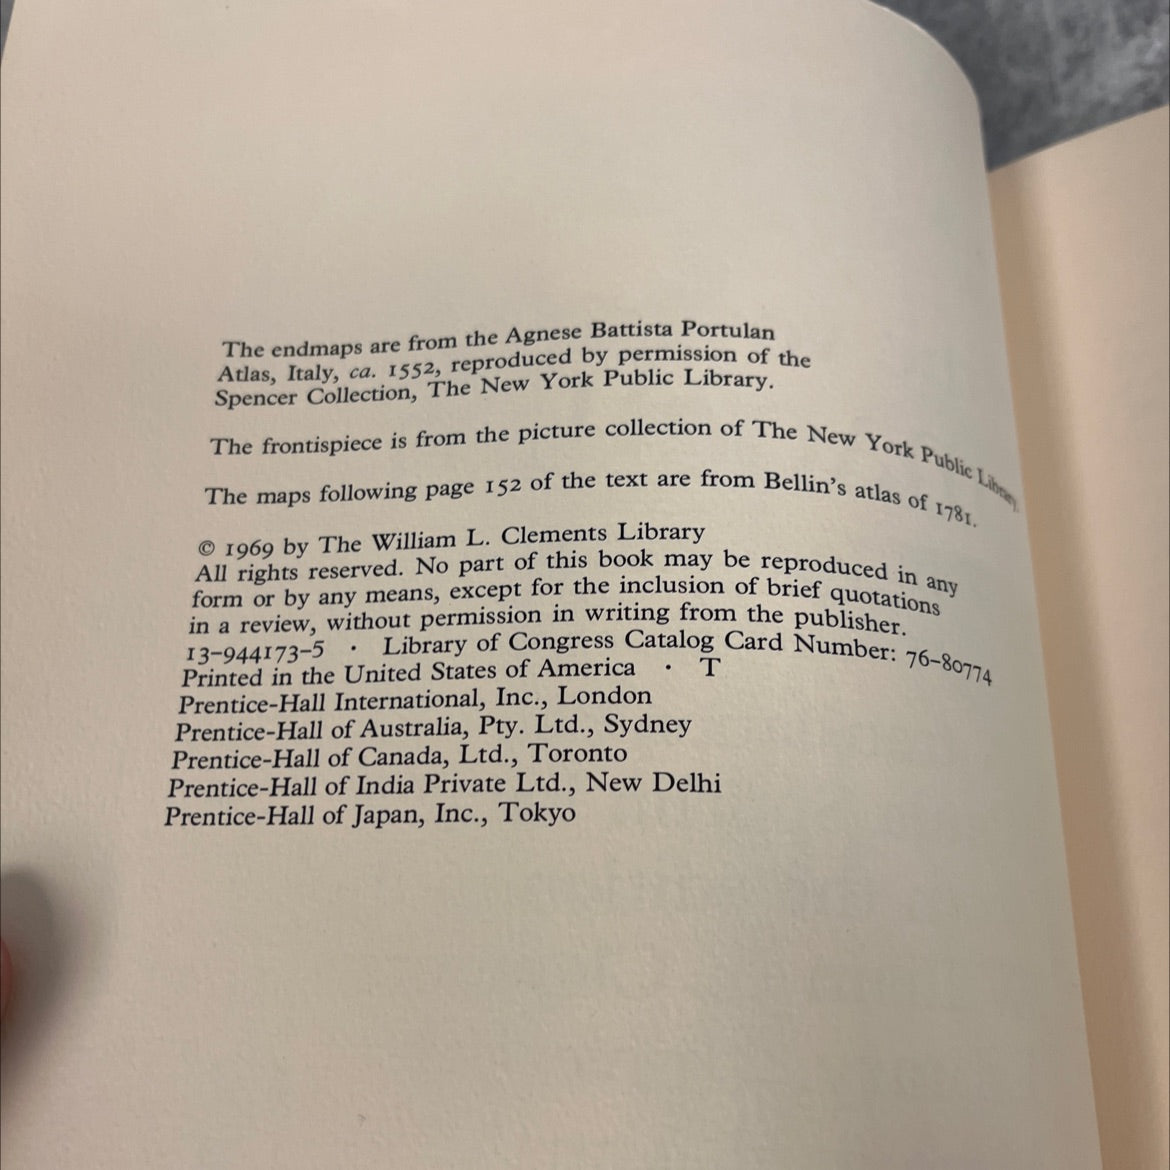 The endmaps are from the Agnese Battista Portulan
Atlas, Italy, ca. 1552, reproduced by permission of the
Spencer Collection, The New York Public Library.
The frontispiece is from the picture collection of The New York Public Library.
The maps following page 152 of the text are from Bellin's atlas of 1781.
© 1969 by The William L. Clements Library
All rights reserved. No part of this book may be reproduced in any
form or by any means, except for the inclusion of brief quotations
in a review, without permission in writing from the publisher.
13-944173-5 · Library of Congress Catalog Card Number: 76-80774
Printed in the United States of America · T
Prentice-Hall International, Inc., London
Prentice-Hall of Australia, Pty. Ltd., Sydney
Prentice-Hall of Canada, Ltd., Toronto
Prentice-Hall of India Private Ltd., New Delhi
Prentice-Hall of Japan, Inc., Tokyo